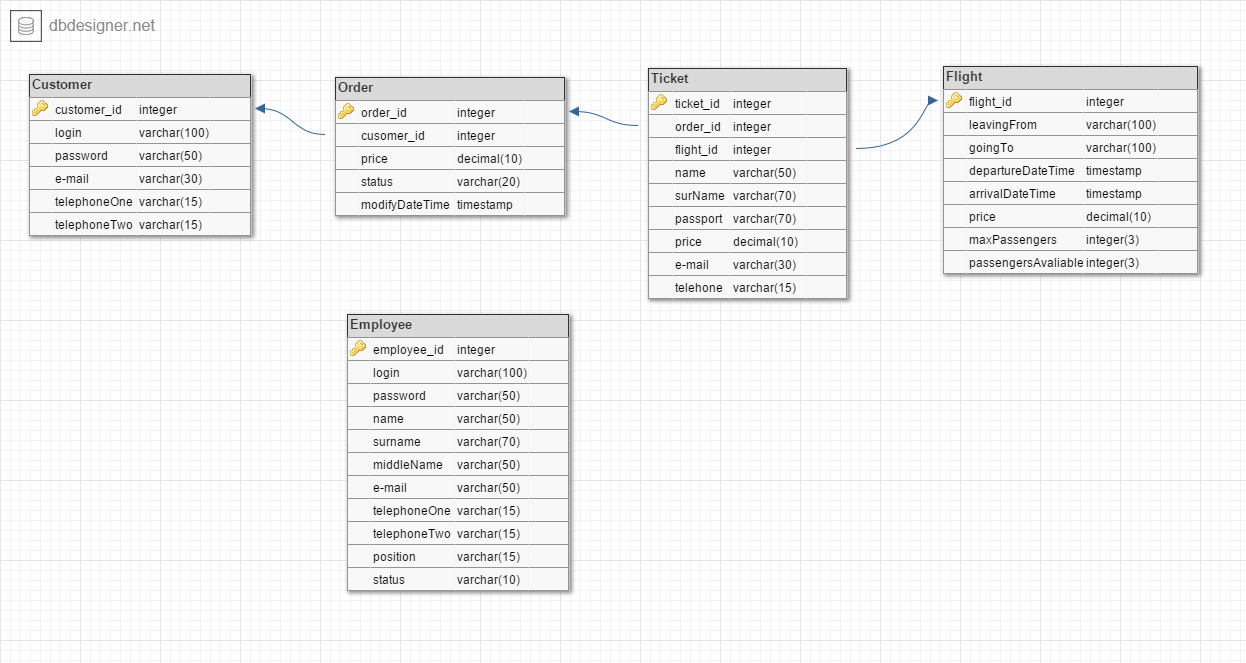 dbdesigner.net
Customer
customer_id integer
login varchar(100)
password varchar(50)
e-mail varchar(30)
telephoneOne varchar(15)
telephoneTwo varchar(15)
Order
order_id integer
cusomer_id integer
price decimal(10)
status varchar(20)
modifyDateTime timestamp
Ticket
ticket_id integer
order_id integer
flight_id integer
name varchar(50)
surName varchar(70)
passport varchar(70)
price decimal(10)
e-mail varchar(30)
telehone varchar(15)
Flight
flight_id integer
leavingFrom varchar(100)
goingTo varchar(100)
departureDateTime timestamp
arrivalDateTime timestamp
price decimal(10)
maxPassengers integer(3)
passengersAvaliable integer(3)
Employee
employee_id integer
login varchar(100)
password varchar(50)
name varchar(50)
surname varchar(70)
middleName varchar(50)
e-mail varchar(50)
telephoneOne varchar(15)
telephoneTwo varchar(15)
position varchar(15)
status varchar(10)